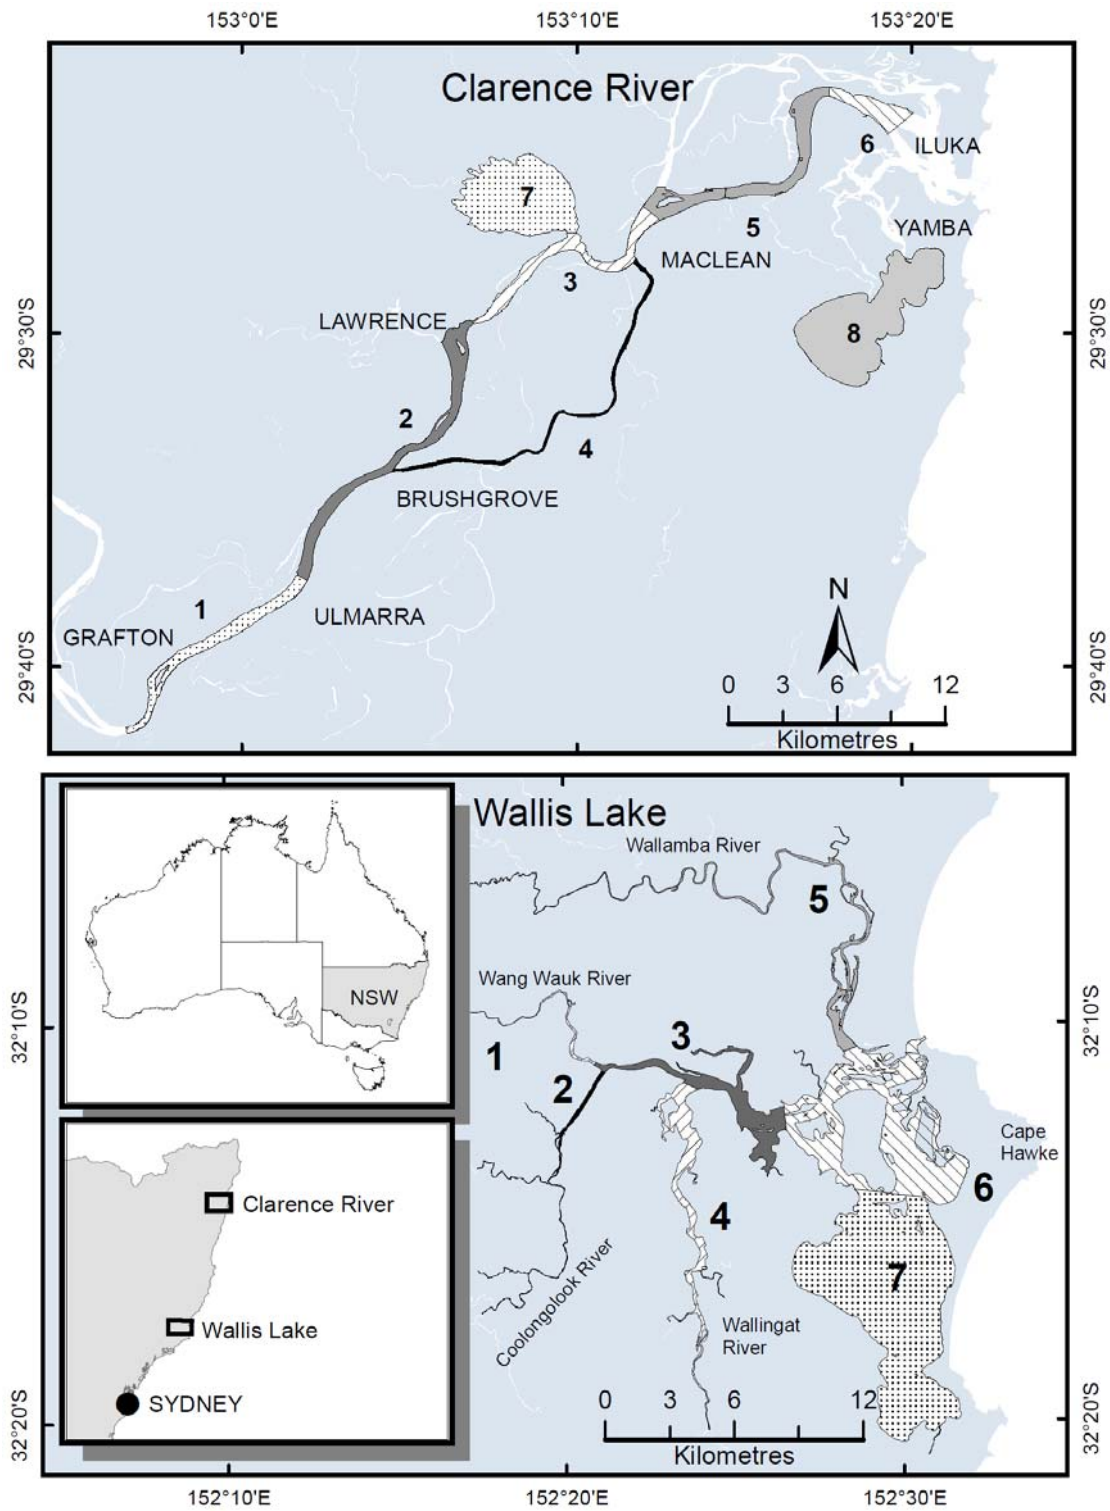 153°0'E 153°10'E 153°20'E
Clarence River
6
ILUKA
7
5
YAMBA
MACLEAN
3
LAWRENCE
29°30'S
8
29°30'S
2
4
BRUSHGROVE
N
1
ULMARRA
GRAFTON
29°40'S
29°40'S
0 3 6 12
Kilometres
Wallis Lake
Wallamba River
5
Wang Wauk River
NSW
32°10'S
32°10'S
1
3
2
Cape
Hawke
6
4
Clarence River
7
Coolongolook River
Wallis Lake
Wallingat
River
SYDNEY
0 3 6 12
Kilometres
32°20'S
32°20'S
152°10'E 152°20'E 152°30'E